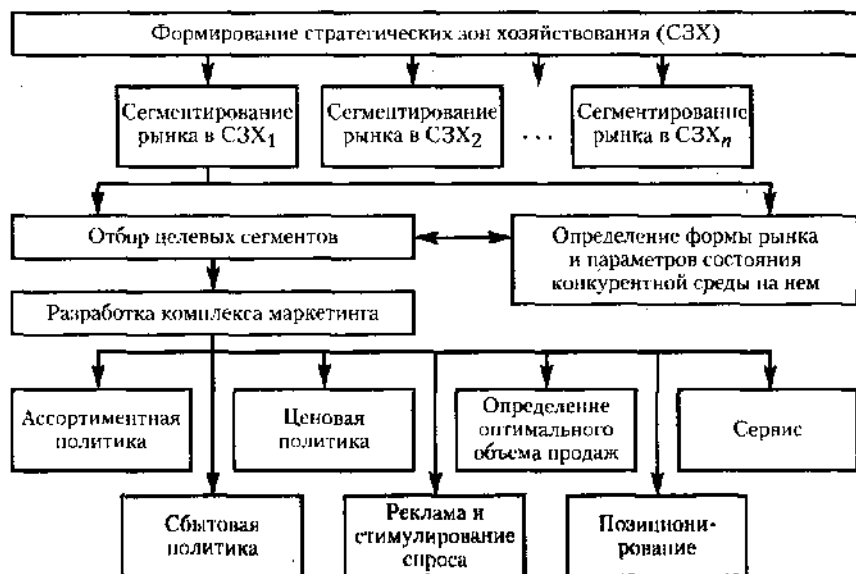 Формирование стратегических зон хозяйствования (СЗХ)
Сегментирование
рынка в СЗХ1
Сегментирование
рынка в СЗХ2
...
Сегментирование
рынка в СЗХn
Отбор целевых сегментов
Определение формы рынка
и параметров состояния
конкурентной среды на нем
Разработка комплекса маркетинга
Ассортиментная
политика
Ценовая
политика
Определение
оптимального
объема продаж
Сервис
Сбытовая
политика
Реклама и
стимулирование
спроса
Позициони-
рование